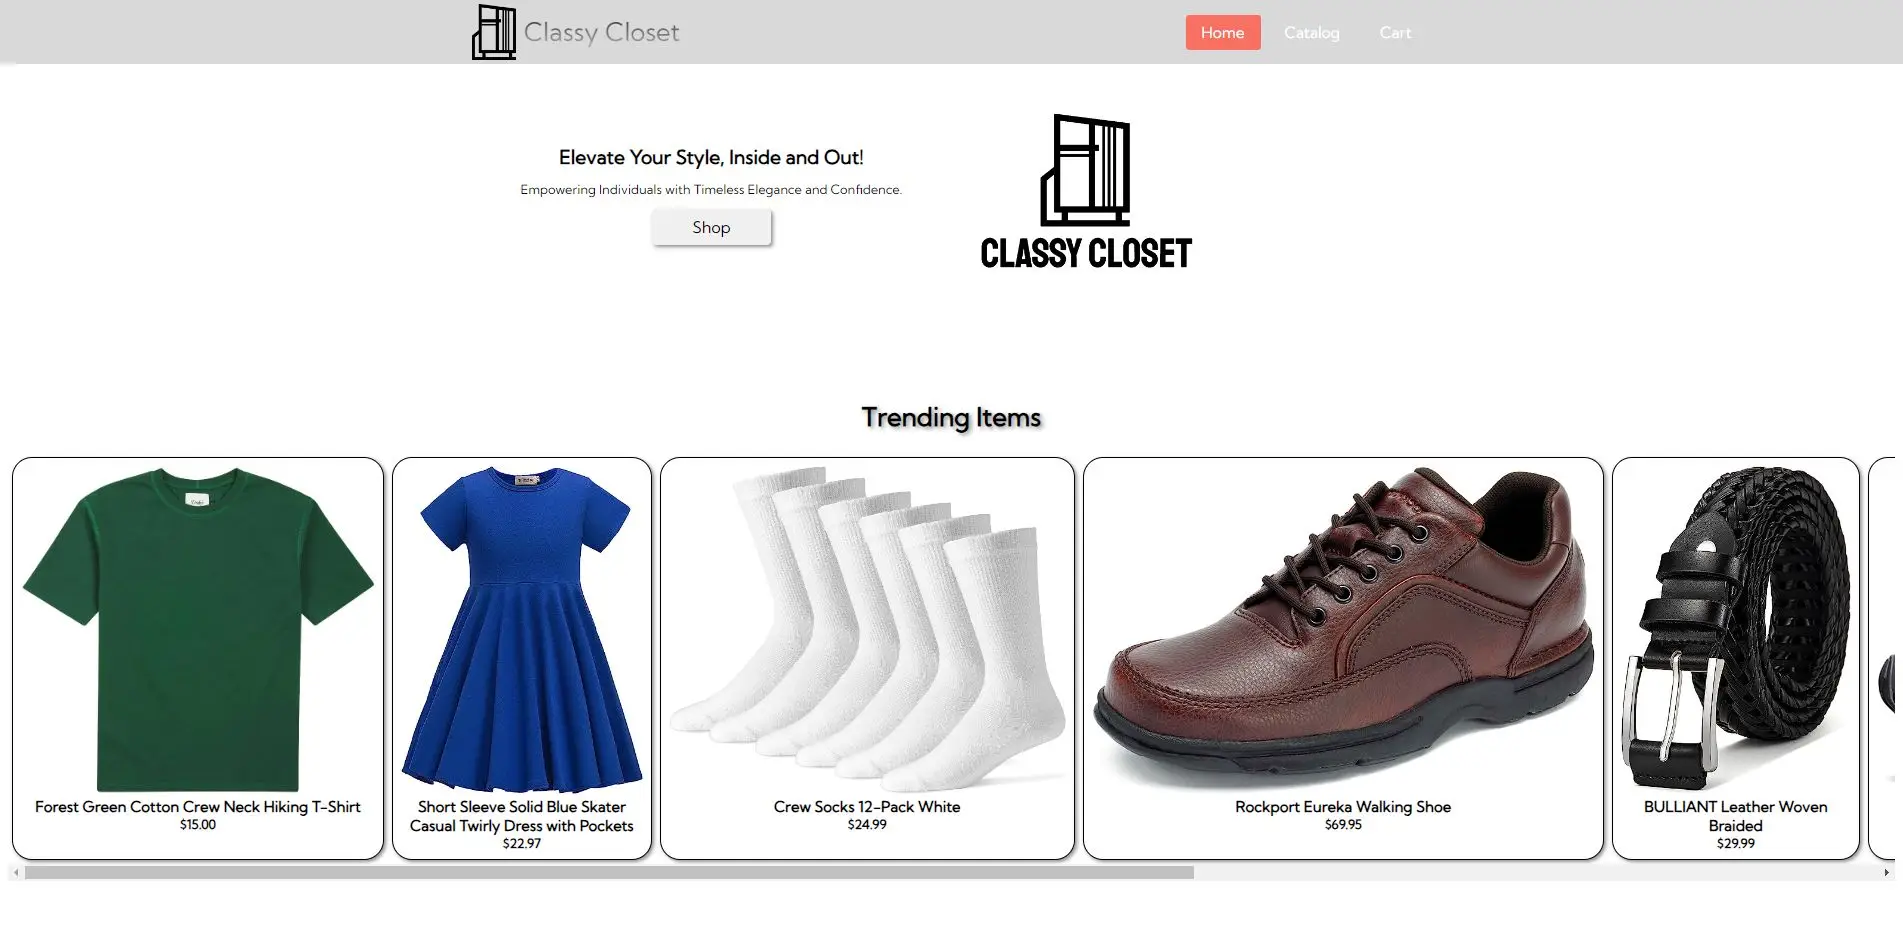 Classy Closet
Home
Catalog
Cart
Elevate Your Style, Inside and Out!
Empowering Individuals with Timeless Elegance and Confidence.
Shop
CLASSY CLOSET
Trending Items
Forest Green Cotton Crew Neck Hiking T-Shirt
$15.00
Short Sleeve Solid Blue Skater
Casual Twirly Dress with Pockets
$22.97
Crew Socks 12-Pack White
$24.99
Rockport Eureka Walking Shoe
$69.95
BULLIANT Leather Woven
Braided
$29.99